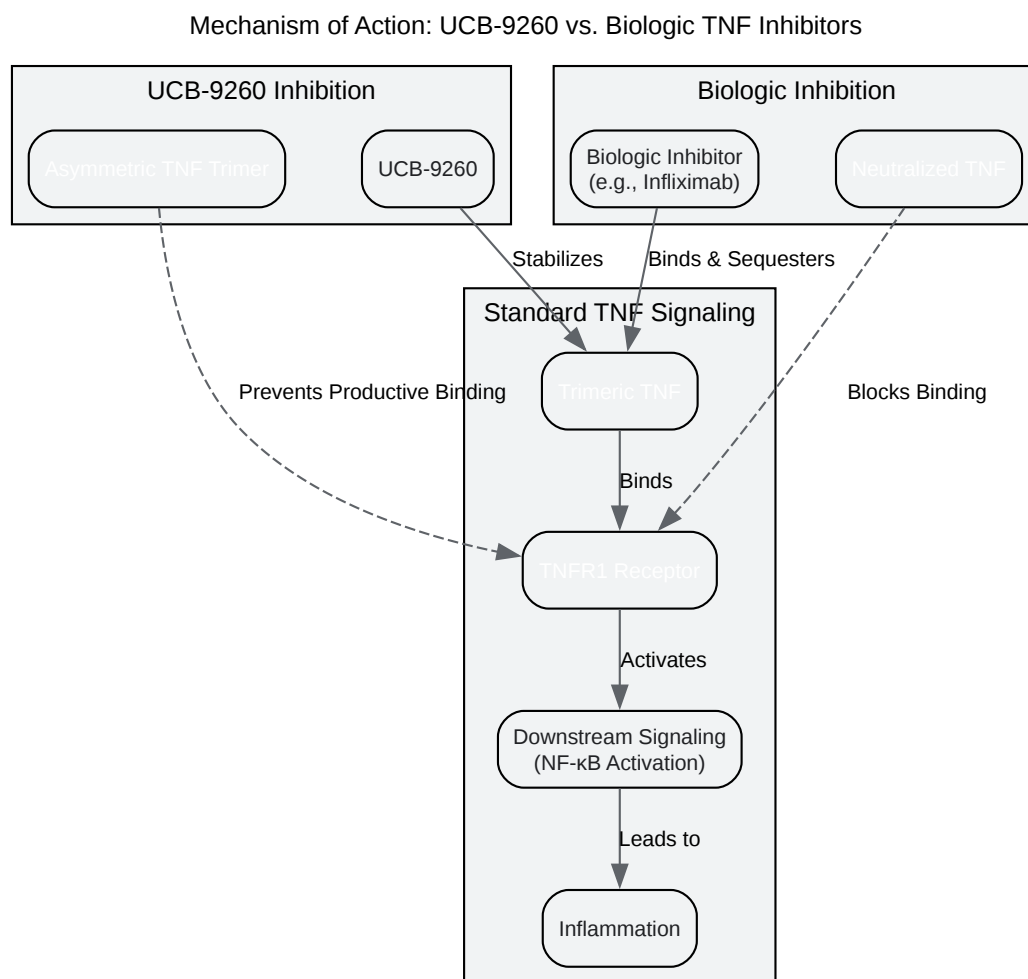 Mechanism of Action: UCB-9260 vs. Biologic TNF Inhibitors
UCB-9260 Inhibition
Biologic Inhibition
Asymmetric TNF Trimer
UCB-9260
Biologic Inhibitor
(e.g., Infliximab)
Neutralized TNF
Stabilizes
Binds & Sequesters
Standard TNF Signaling
Trimeric TNF
Prevents Productive Binding
Blocks Binding
Binds
TNFR1 Receptor
Activates
Downstream Signaling
(NF-κB Activation)
Leads to
Inflammation